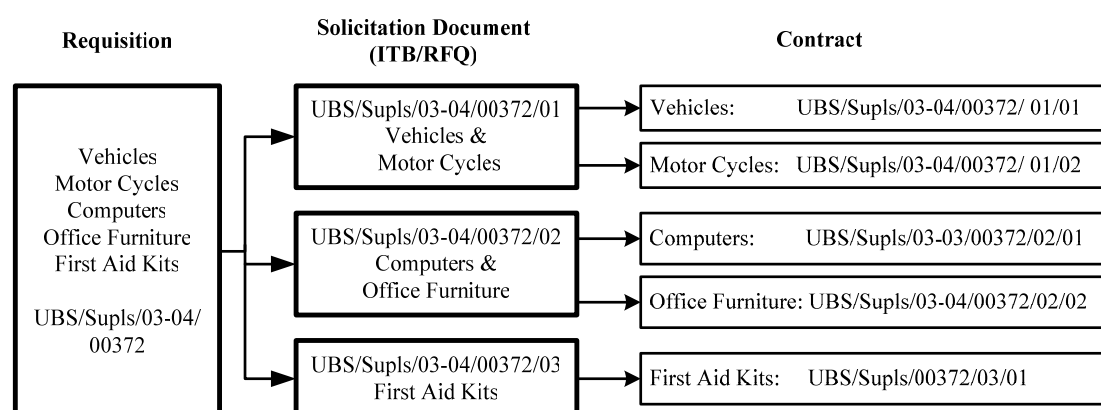 Requisition
Solicitation Document
(ITB/RFQ)
Contract
Vehicles
Motor Cycles
Computers
Office Furniture
First Aid Kits
UBS/Supls/03-04/
00372
UBS/Supls/03-04/00372/01
Vehicles &
Motor Cycles
UBS/Supls/03-04/00372/02
Computers &
Office Furniture
UBS/Supls/03-04/00372/03
First Aid Kits
Vehicles: UBS/Supls/03-04/00372/ 01/01
Motor Cycles: UBS/Supls/03-04/00372/ 01/02
Computers: UBS/Supls/03-03/00372/02/01
Office Furniture: UBS/Supls/03-04/00372/02/02
First Aid Kits: UBS/Supls/00372/03/01